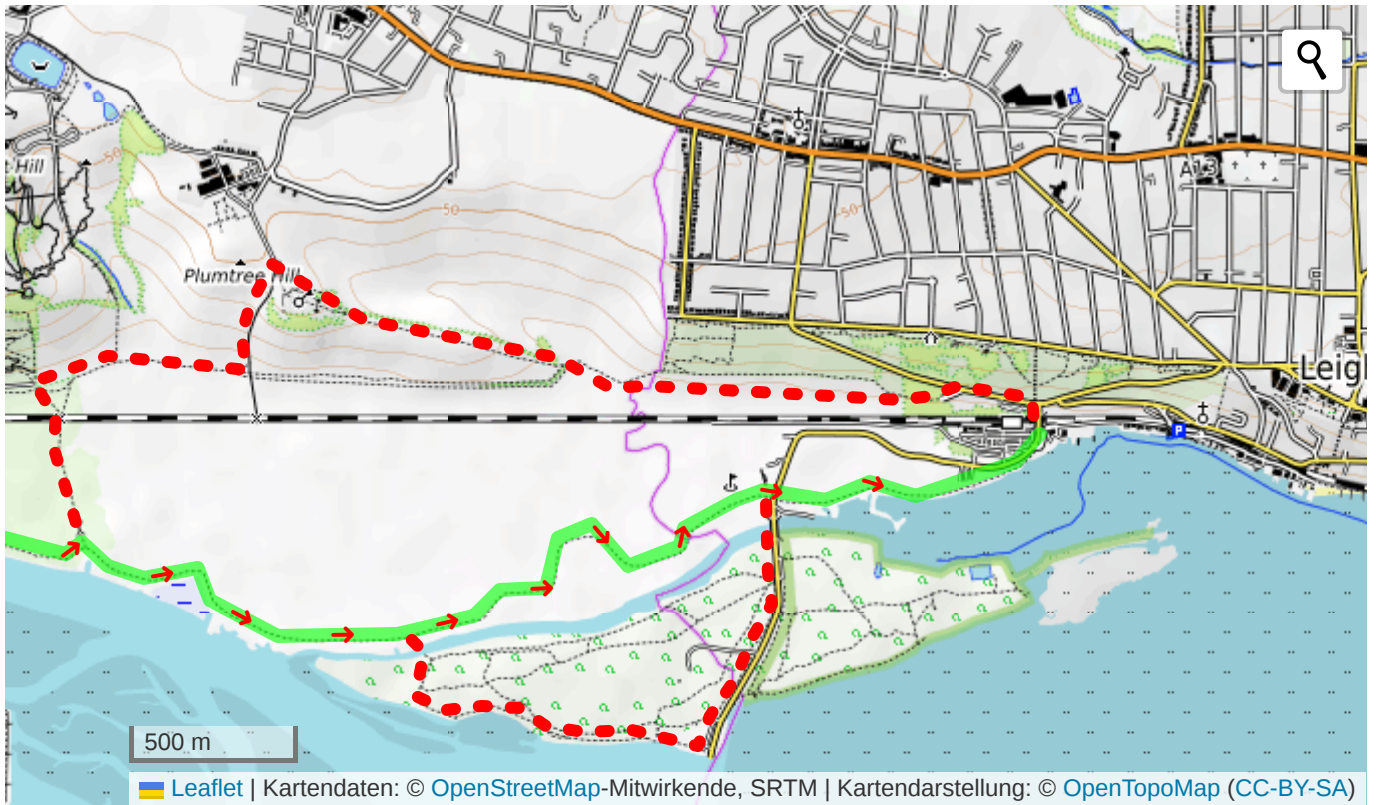 50
Hill
A13
50
50
Plumtree Hill
Leigh
P
500 m
Leaflet | Kartendaten: © OpenStreetMap-Mitwirkende, SRTM | Kartendarstellung: © OpenTopoMap (CC-BY-SA)